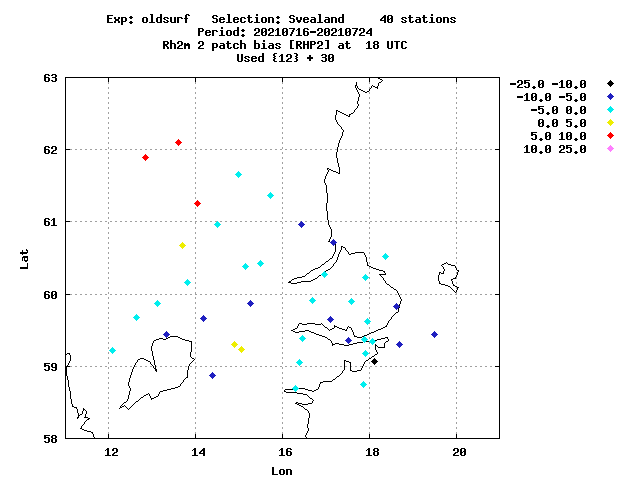 Exp: oldsurf   Selection: Svealand     40 stations
Period: 20210716-20210724
Rh2m 2 patch bias [RHP2] at  18 UTC
Used {12} + 30
-25.0 -10.0
-10.0 -5.0
-5.0 0.0
0.0 5.0
5.0 10.0
10.0 25.0
63
62
61
60
59
58
Lat
12 14 16 18 20
Lon